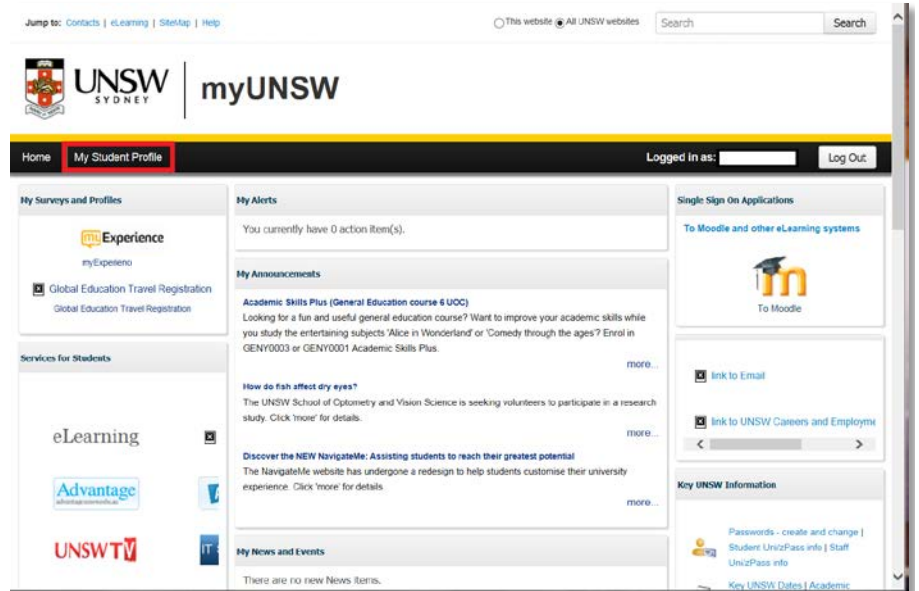 Jump to: Contacts | eLearning | SiteMap | Help
This website All UNSW websites
Search
Search
UNSW
SYDNEY
myUNSW
Home
My Student Profile
Logged in as:
Log Out
My Surveys and Profiles
my Experience
myExperienc
Global Education Travel Registration
Global Education Travel Registration
Services for Students
eLearning
Advantage
UNSWTV
IT
My Alerts
You currently have 0 action item(s).
My Announcements
Academic Skills Plus (General Education course 6 UOC)
Looking for a fun and useful general education course? Want to improve your academic skills while
you study the entertaining subjects 'Alice in Wonderland' or 'Comedy through the ages'? Enrol in
GENY0003 or GENY0001 Academic Skills Plus.
more...
How do fish affect dry eyes?
The UNSW School of Optometry and Vision Science is seeking volunteers to participate in a research
study. Click 'more' for details.
more...
Discover the NEW NavigateMe: Assisting students to reach their greatest potential
The NavigateMe website has undergone a redesign to help students customise their university
experience. Click 'more' for details.
more...
My News and Events
There are no new News Items.
Single Sign On Applications
To Moodle and other eLearning systems
m
To Moodle
link to Email
link to UNSW Careers and Employme
Key UNSW Information
Passwords - create and change |
Student Uni/zPass info | Staff
UniZPass info
Key UNSW Dates | Academic